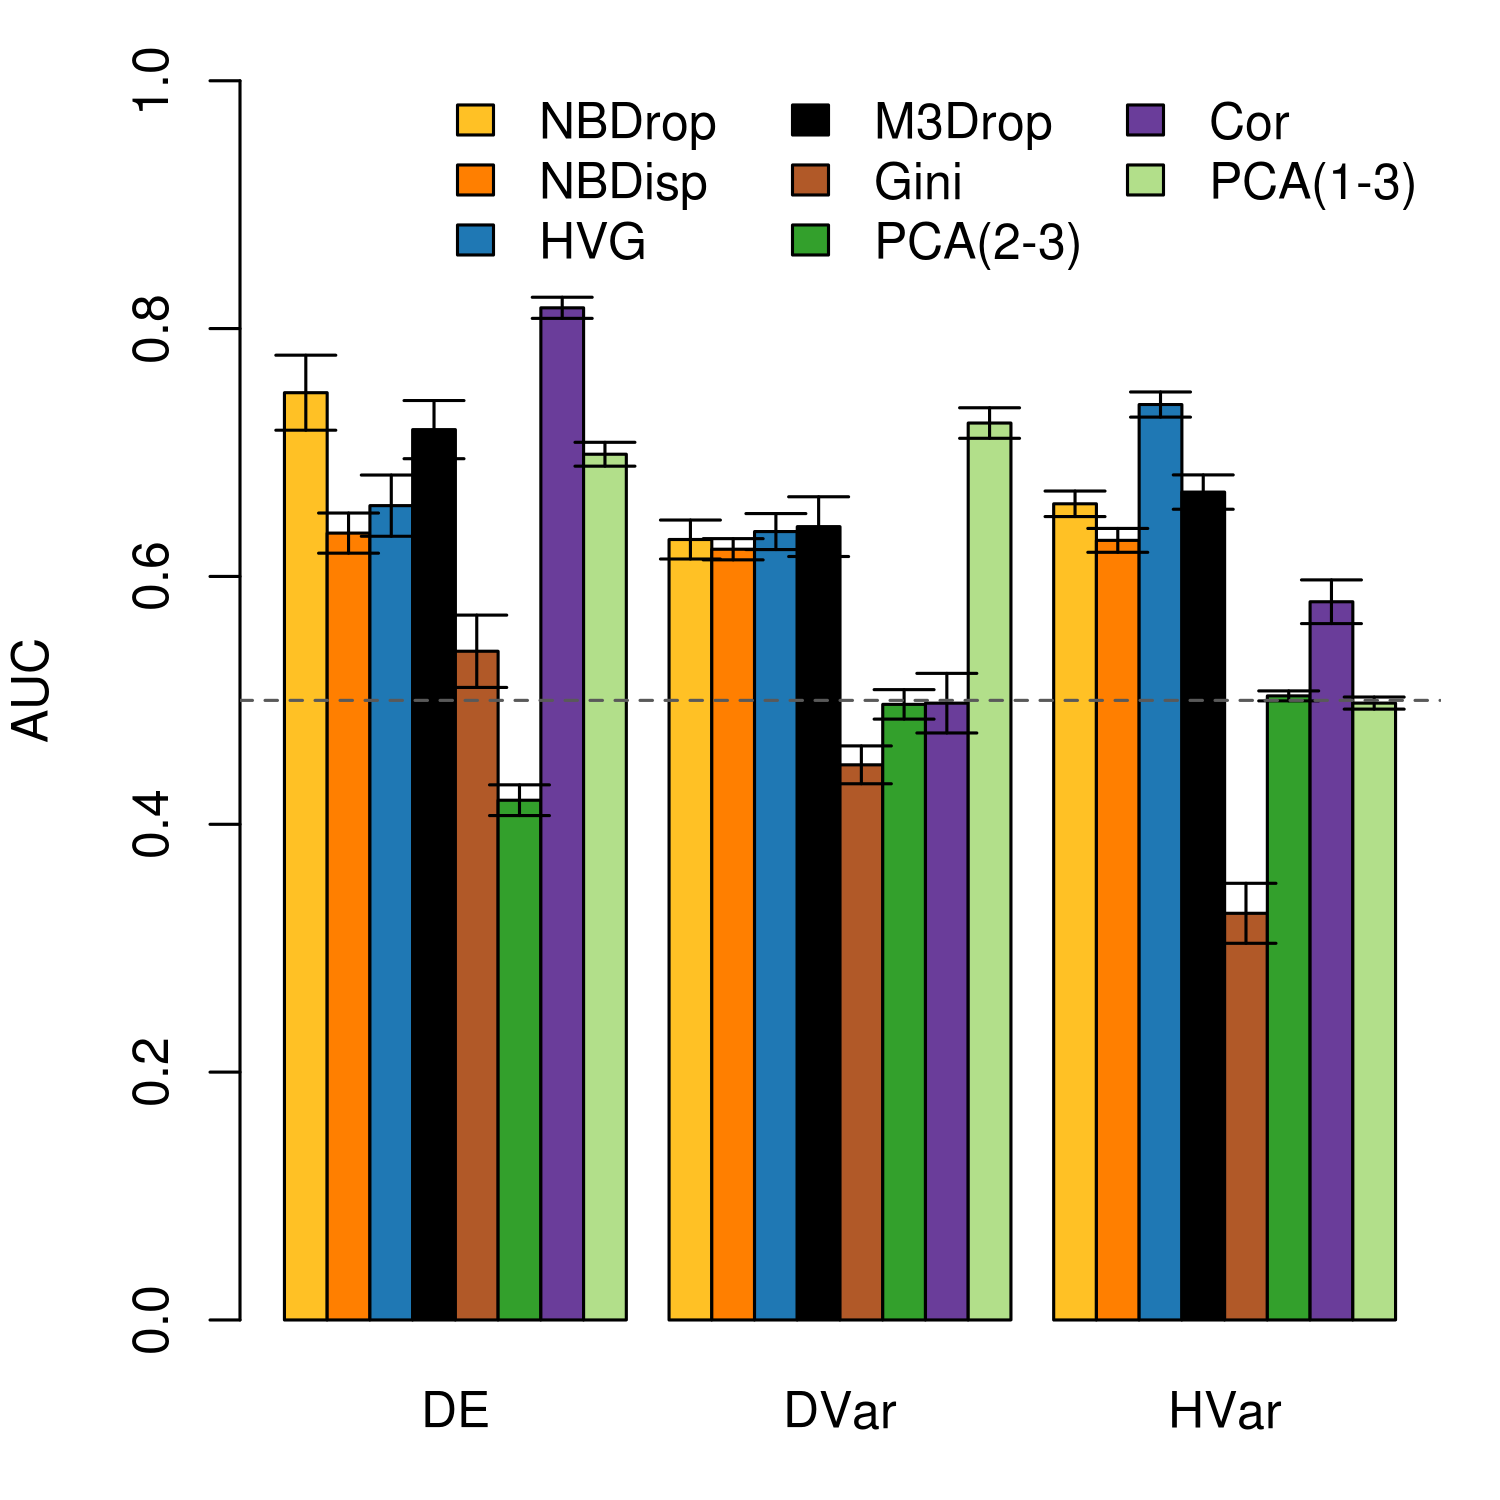 1.0
0.8
0.6
0.4
0.2
0.0
AUC
NBDrop
NBDisp
HVG
M3Drop
Gini
PCA(2-3)
Cor
PCA(1-3)
DE
DVar
HVar